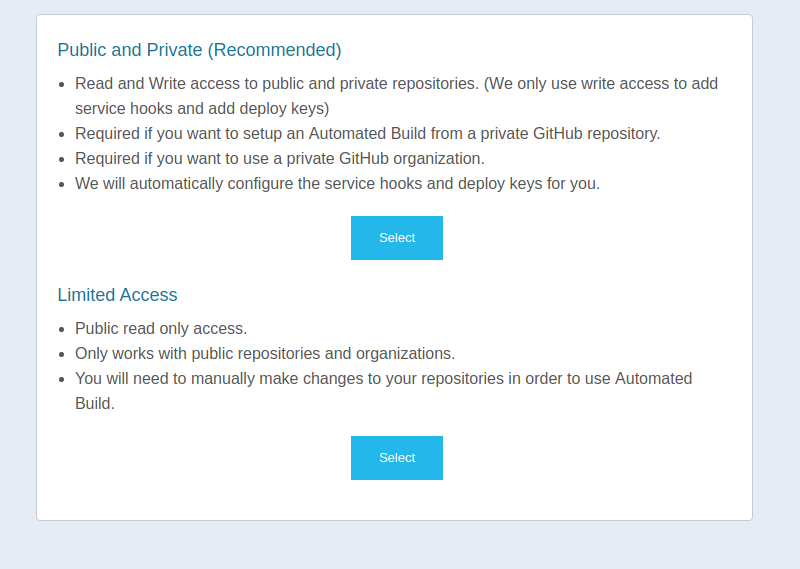 Public and Private (Recommended)
Read and Write access to public and private repositories. (We only use write access to add
service hooks and add deploy keys)
Required if you want to setup an Automated Build from a private GitHub repository.
Required if you want to use a private GitHub organization.
We will automatically configure the service hooks and deploy keys for you.
Select
Limited Access
Public read only access.
Only works with public repositories and organizations.
You will need to manually make changes to your repositories in order to use Automated
Build.
Select